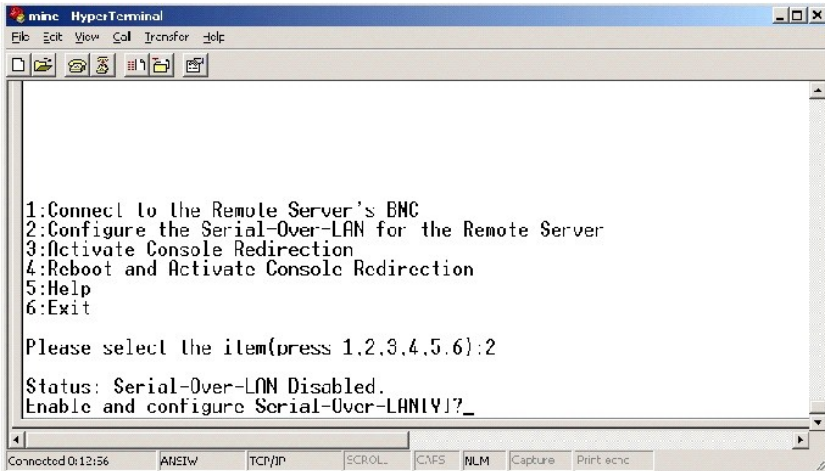 mine HyperTerminal
File Edit View Call Transfer Help
1:Connect to the Remote Server's BNC
2:Configure the Serial-Over-LAN for the Remote Server
3:Activate Console Redirection
4:Reboot and Activate Console Redirection
5:Help
6:Exit
Please select the item(press 1,2,3,4,5,6):2
Status: Serial-Over-LAN Disabled.
Enable and configure Serial-Over-LAN[Y]?_
Connected 0:12:56 ANSIW TCP/IP SCROLL CAPS NUM Capture Print echo